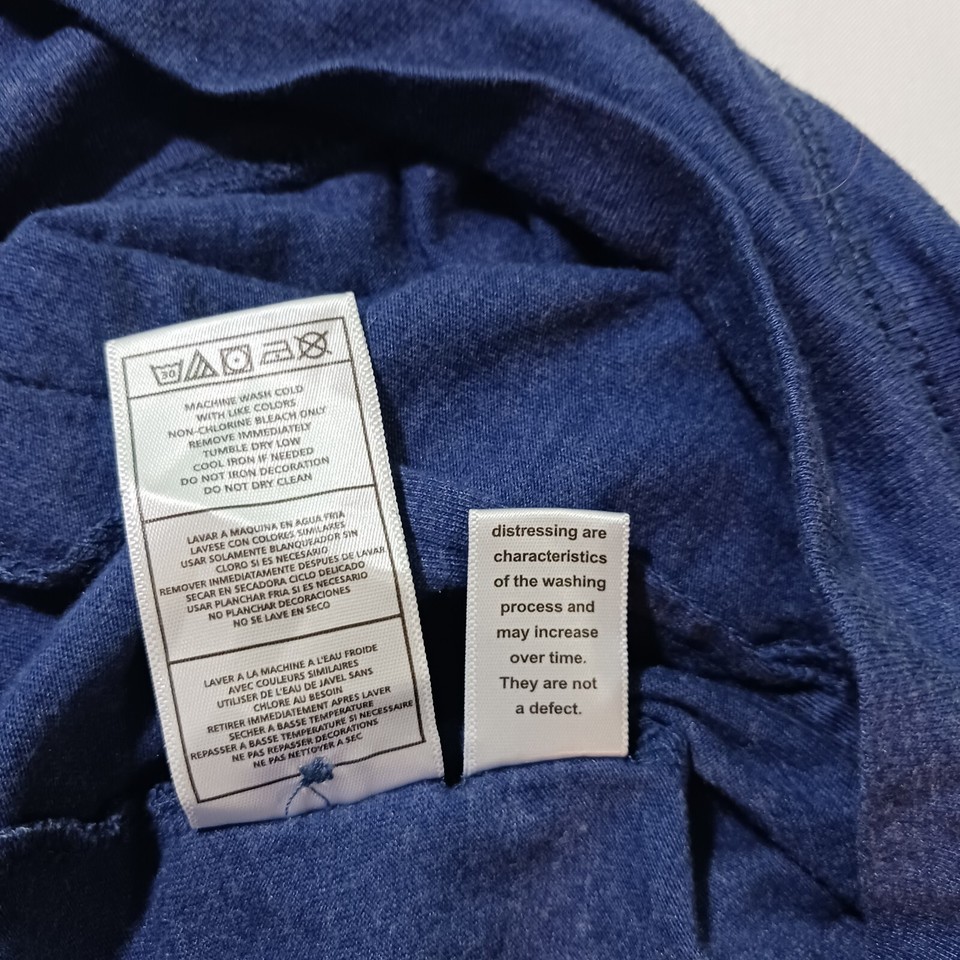 30
MACHINE WASH COLD
WITH LIKE COLORS
NON-CHLORINE BLEACH ONLY
REMOVE IMMEDIATELY
TUMBLE DRY LOW
COOL IRON IF NEEDED
DO NOT IRON DECORATION
DO NOT DRY CLEAN
LAVAR A MAQUINA EN AGUA FRIA
LAVESE CON COLORES SIMILARES
USAR SOLAMENTE BLANQUEADOR SIN
CLORO SI ES NECESARIO
REMOVER INMEDIATAMENTE DESPUES DE LAVAR
SECAR EN SECADORA CICLO DELICADO
USAR PLANCHAR FRIA SI ES NECESARIO
NO PLANCHAR DECORACIONES
NO SE LAVE EN SECO
LAVER A LA MACHINE A L'EAU FROIDE
AVEC COULEURS SIMILAIRES
UTILISER DE L'EAU DE JAVEL SANS
CHLORE AU BESOIN
RETIRER IMMEDIATEMENT APRES LAVER
SECHER A BASSE TEMPERATURE
REPASSER A BASSE TEMPERATURE SI NECESSAIRE
NE PAS REPASSER DECORATIONS
NE PAS NETTOYER A SEC
distressing are
characteristics
of the washing
process and
may increase
over time.
They are not
a defect.